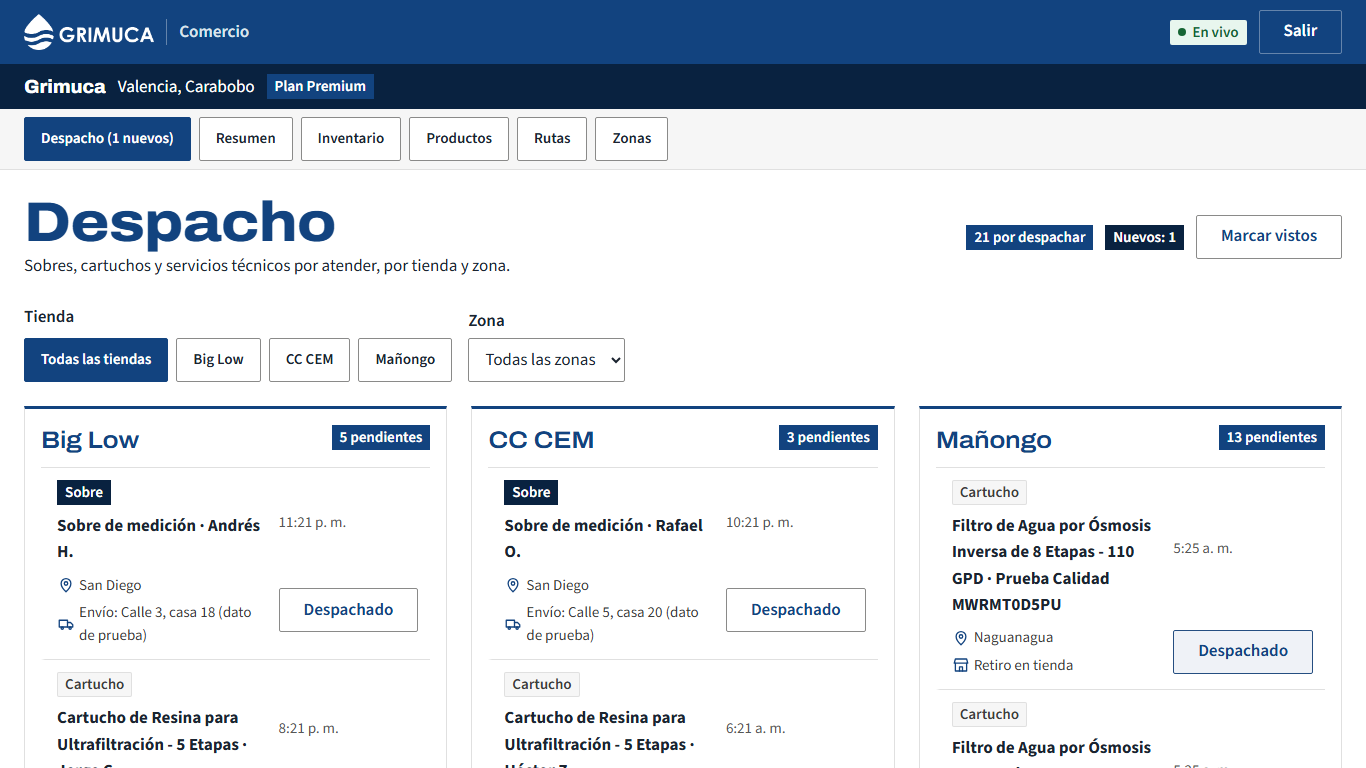 GRIMUCA Comercio
En vivo
Salir
Grimuca Valencia, Carabobo Plan Premium
Despacho (1 nuevos) Resumen Inventario Productos Rutas Zonas
Despacho
Sobres, cartuchos y servicios técnicos por atender, por tienda y zona.
21 por despachar Nuevos: 1 Marcar vistos
Tienda
Todas las tiendas Big Low CC CEM Mañongo
Zona
Todas las zonas
Big Low 5 pendientes
Sobre
Sobre de medición · Andrés
H.
11:21 p. m.
San Diego
Envío: Calle 3, casa 18 (dato
de prueba)
Despachado
Cartucho
Cartucho de Resina para
Ultrafiltración - 5 Etapas ·
8:21 p. m.
CC CEM 3 pendientes
Sobre
Sobre de medición · Rafael
O.
10:21 p. m.
San Diego
Envío: Calle 5, casa 20 (dato
de prueba)
Despachado
Cartucho
Cartucho de Resina para
Ultrafiltración - 5 Etapas ·
6:21 a. m.
Mañongo 13 pendientes
Cartucho
Filtro de Agua por Ósmosis
Inversa de 8 Etapas - 110
GPD · Prueba Calidad
MWRMT0D5PU
5:25 a. m.
Naguanagua
Retiro en tienda
Despachado
Cartucho
Filtro de Agua por Ósmosis